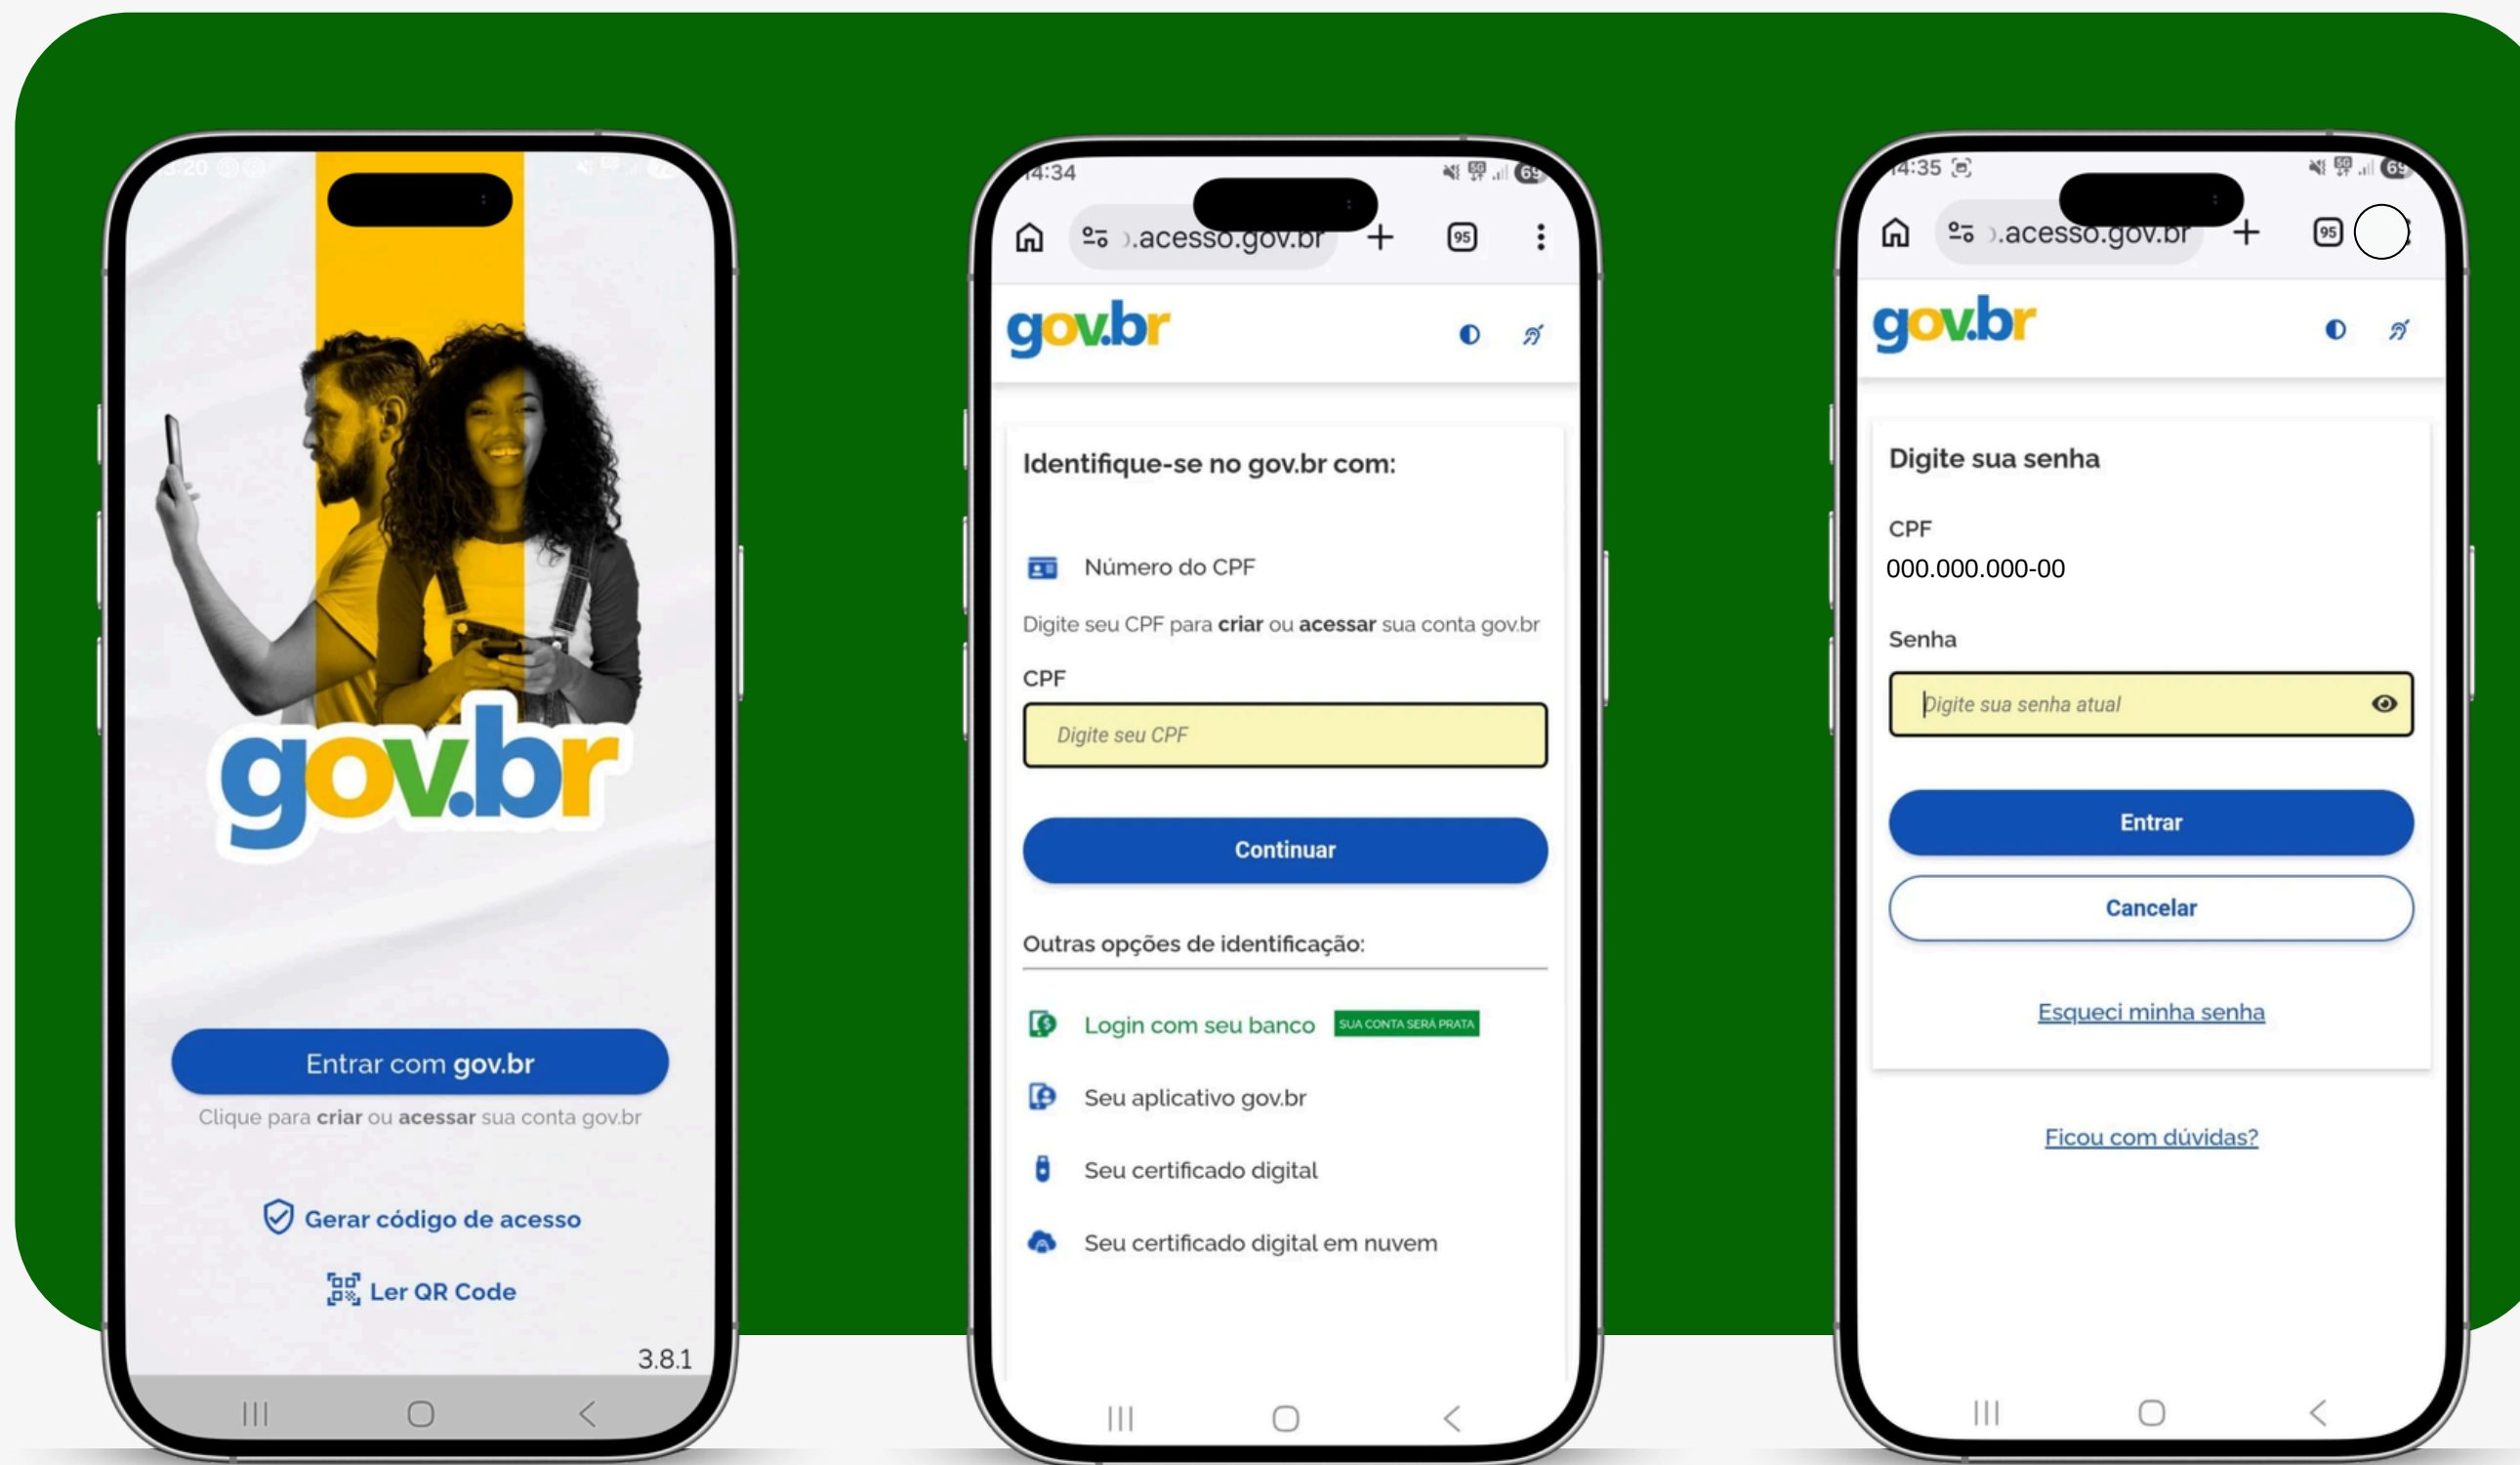 gov.br
Entrar com gov.br
Clique para criar ou acessar sua conta gov.br
Gerar código de acesso
Ler QR Code
3.8.1
14:34
5G
69
.acesso.gov.br
95
gov.br
Identifique-se no gov.br com:
Número do CPF
Digite seu CPF para criar ou acessar sua conta gov.br
CPF
Digite seu CPF
Continuar
Outras opções de identificação:
Login com seu banco SUA CONTA SERÁ PRATA
Seu aplicativo gov.br
Seu certificado digital
Seu certificado digital em nuvem
14:35
5G
69
.acesso.gov.br
95
gov.br
Digite sua senha
CPF
000.000.000-00
Senha
Digite sua senha atual
Entrar
Cancelar
Esqueci minha senha
Ficou com dúvidas?